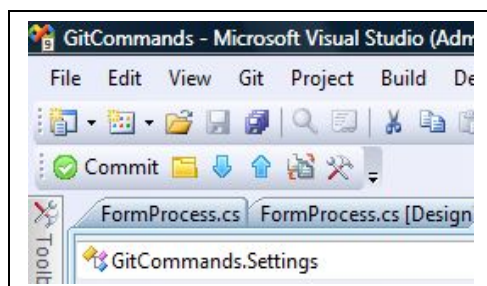 GitCommands - Microsoft Visual Studio (Adm
File Edit View Git Project Build De
Commit
FormProcess.cs FormProcess.cs [Design
Toolb
GitCommands.Settings